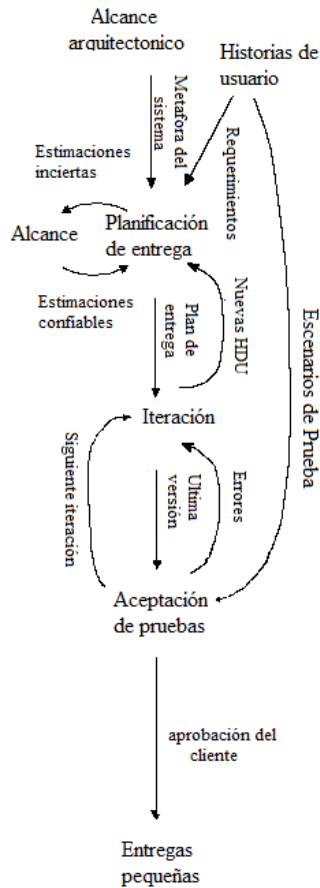 Alcance
arquitectonico
Historias de
usuario
Metafora del
sistema
Requerimientos
Estimaciones
inciertas
Alcance
Planificación
de entrega
Estimaciones
confiables
Plan de
entrega
Nuevas HDU
Escenarios de Prueba
Iteración
Siguiente iteración
Ultima
versión
Errores
Aceptación
de pruebas
aprobación del
cliente
Entregas
pequeñas